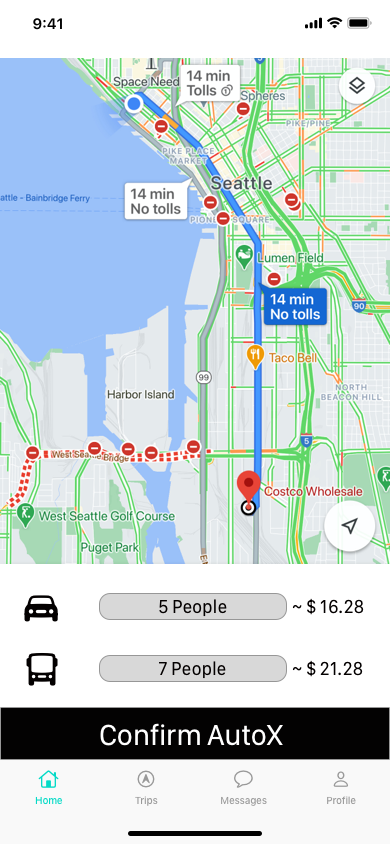 9:41
Space Need
14 min
Tolls
Spheres
PIKE/PINE
PIKE PLACE
MARKET
Seattle
attle - Bainbridge Ferry
14 min
No tolls
PIONEER SQUARE
Lumen Field
14 min
No tolls
90
Taco Bell
99
Harbor Island
NORTH
BEACON HILL
5
West Seattle Bridge
Costco Wholesale
West Seattle Golf Course
Puget Park
5 People
~ $ 16.28
7 People
~ $ 21.28
Confirm AutoX
Home
Trips
Messages
Profile